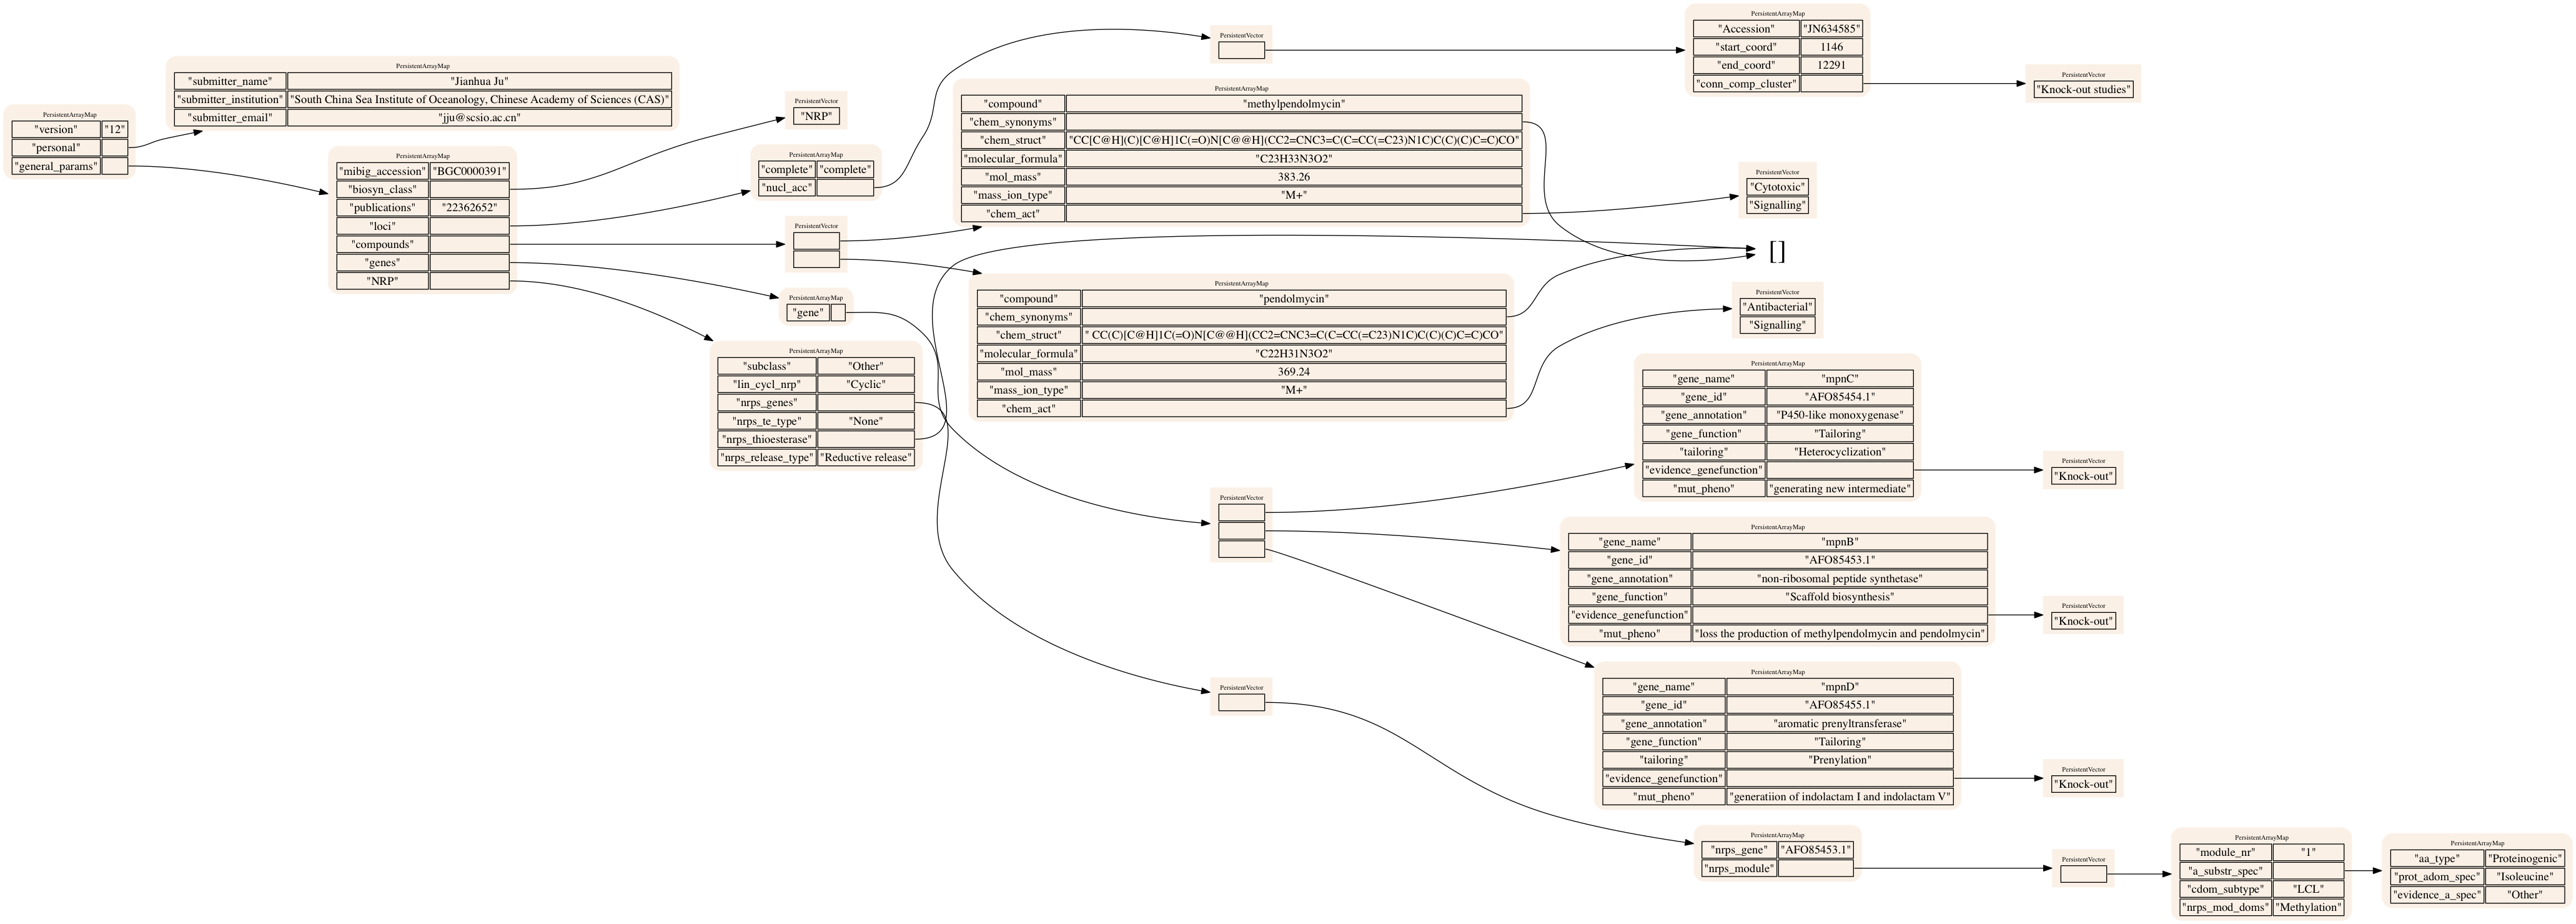 PersistentArrayMap
"version" "12"
"personal"
"general_params"
PersistentArrayMap
"submitter_name" "Jianhua Ju"
"submitter_institution" "South China Sea Institute of Oceanology, Chinese Academy of Sciences (CAS)"
"submitter_email" "jju@scsio.ac.cn"
PersistentArrayMap
"mibig_accession" "BGC0000391"
"biosyn_class"
"publications" "22362652"
"loci"
"compounds"
"genes"
"NRP"
PersistentVector
"NRP"
PersistentArrayMap
"complete" "complete"
"nucl_acc"
PersistentVector
PersistentArrayMap
"gene"
PersistentArrayMap
"subclass" "Other"
"lin_cycl_nrp" "Cyclic"
"nrps_genes"
"nrps_te_type" "None"
"nrps_thioesterase"
"nrps_release_type" "Reductive release"
PersistentVector
PersistentArrayMap
"compound" "methylpendolmycin"
"chem_synonyms"
"chem_struct" "CC[C@H](C)[C@H]1C(=O)N[C@@H](CC2=CNC3=C(C=CC(=C23)N1C)C(C)(C)C=C)CO"
"molecular_formula" "C23H33N3O2"
"mol_mass" 383.26
"mass_ion_type" "M+"
"chem_act"
PersistentArrayMap
"compound" "pendolmycin"
"chem_synonyms"
"chem_struct" " CC(C)[C@H]1C(=O)N[C@@H](CC2=CNC3=C(C=CC(=C23)N1C)C(C)(C)C=C)CO"
"molecular_formula" "C22H31N3O2"
"mol_mass" 369.24
"mass_ion_type" "M+"
"chem_act"
PersistentVector
PersistentVector
PersistentArrayMap
"Accession" "JN634585"
"start_coord" 1146
"end_coord" 12291
"conn_comp_cluster"
PersistentVector
"Knock-out studies"
PersistentVector
"Cytotoxic"
"Signalling"
[]
PersistentVector
"Antibacterial"
"Signalling"
PersistentArrayMap
"gene_name" "mpnC"
"gene_id" "AFO85454.1"
"gene_annotation" "P450-like monoxygenase"
"gene_function" "Tailoring"
"tailoring" "Heterocyclization"
"evidence_genefunction"
"mut_pheno" "generating new intermediate"
PersistentVector
"Knock-out"
PersistentArrayMap
"gene_name" "mpnB"
"gene_id" "AFO85453.1"
"gene_annotation" "non-ribosomal peptide synthetase"
"gene_function" "Scaffold biosynthesis"
"evidence_genefunction"
"mut_pheno" "loss the production of methylpendolmycin and pendolmycin"
PersistentVector
"Knock-out"
PersistentArrayMap
"gene_name" "mpnD"
"gene_id" "AFO85455.1"
"gene_annotation" "aromatic prenyltransferase"
"gene_function" "Tailoring"
"tailoring" "Prenylation"
"evidence_genefunction"
"mut_pheno" "generatiion of indolactam I and indolactam V"
PersistentVector
"Knock-out"
PersistentArrayMap
"nrps_gene" "AFO85453.1"
"nrps_module"
PersistentVector
PersistentArrayMap
"module_nr" "1"
"a_substr_spec"
"cdom_subtype" "LCL"
"nrps_mod_doms" "Methylation"
PersistentArrayMap
"aa_type" "Proteinogenic"
"prot_adom_spec" "Isoleucine"
"evidence_a_spec" "Other"